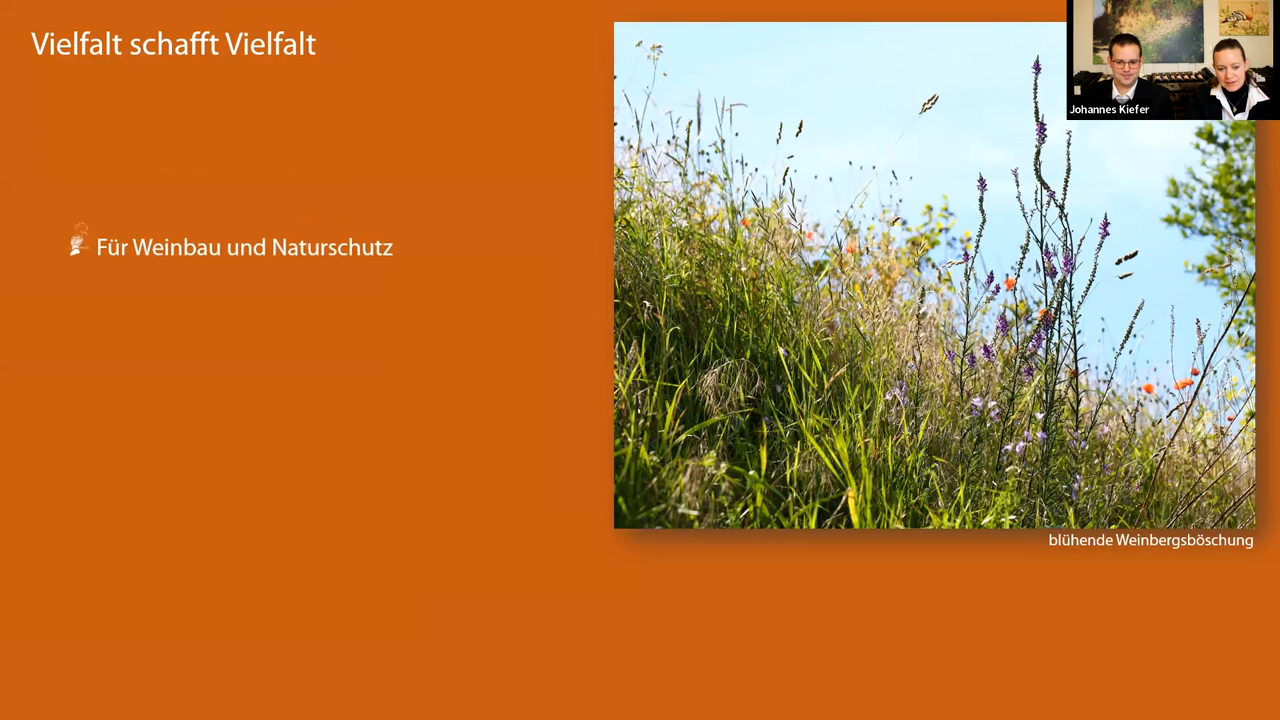 Vielfalt schafft Vielfalt
Johannes Kiefer
Für Weinbau und Naturschutz
blühende Weinbergsböschung